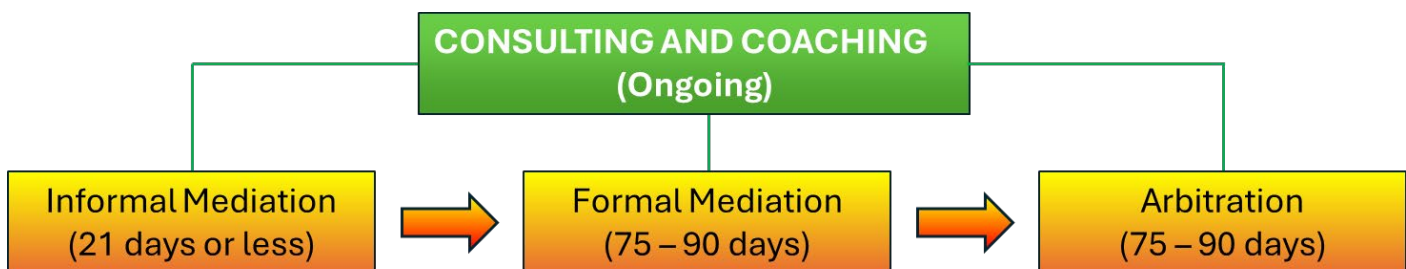 CONSULTING AND COACHING
(Ongoing)
Informal Mediation
(21 days or less)
Formal Mediation
(75 – 90 days)
Arbitration
(75 – 90 days)